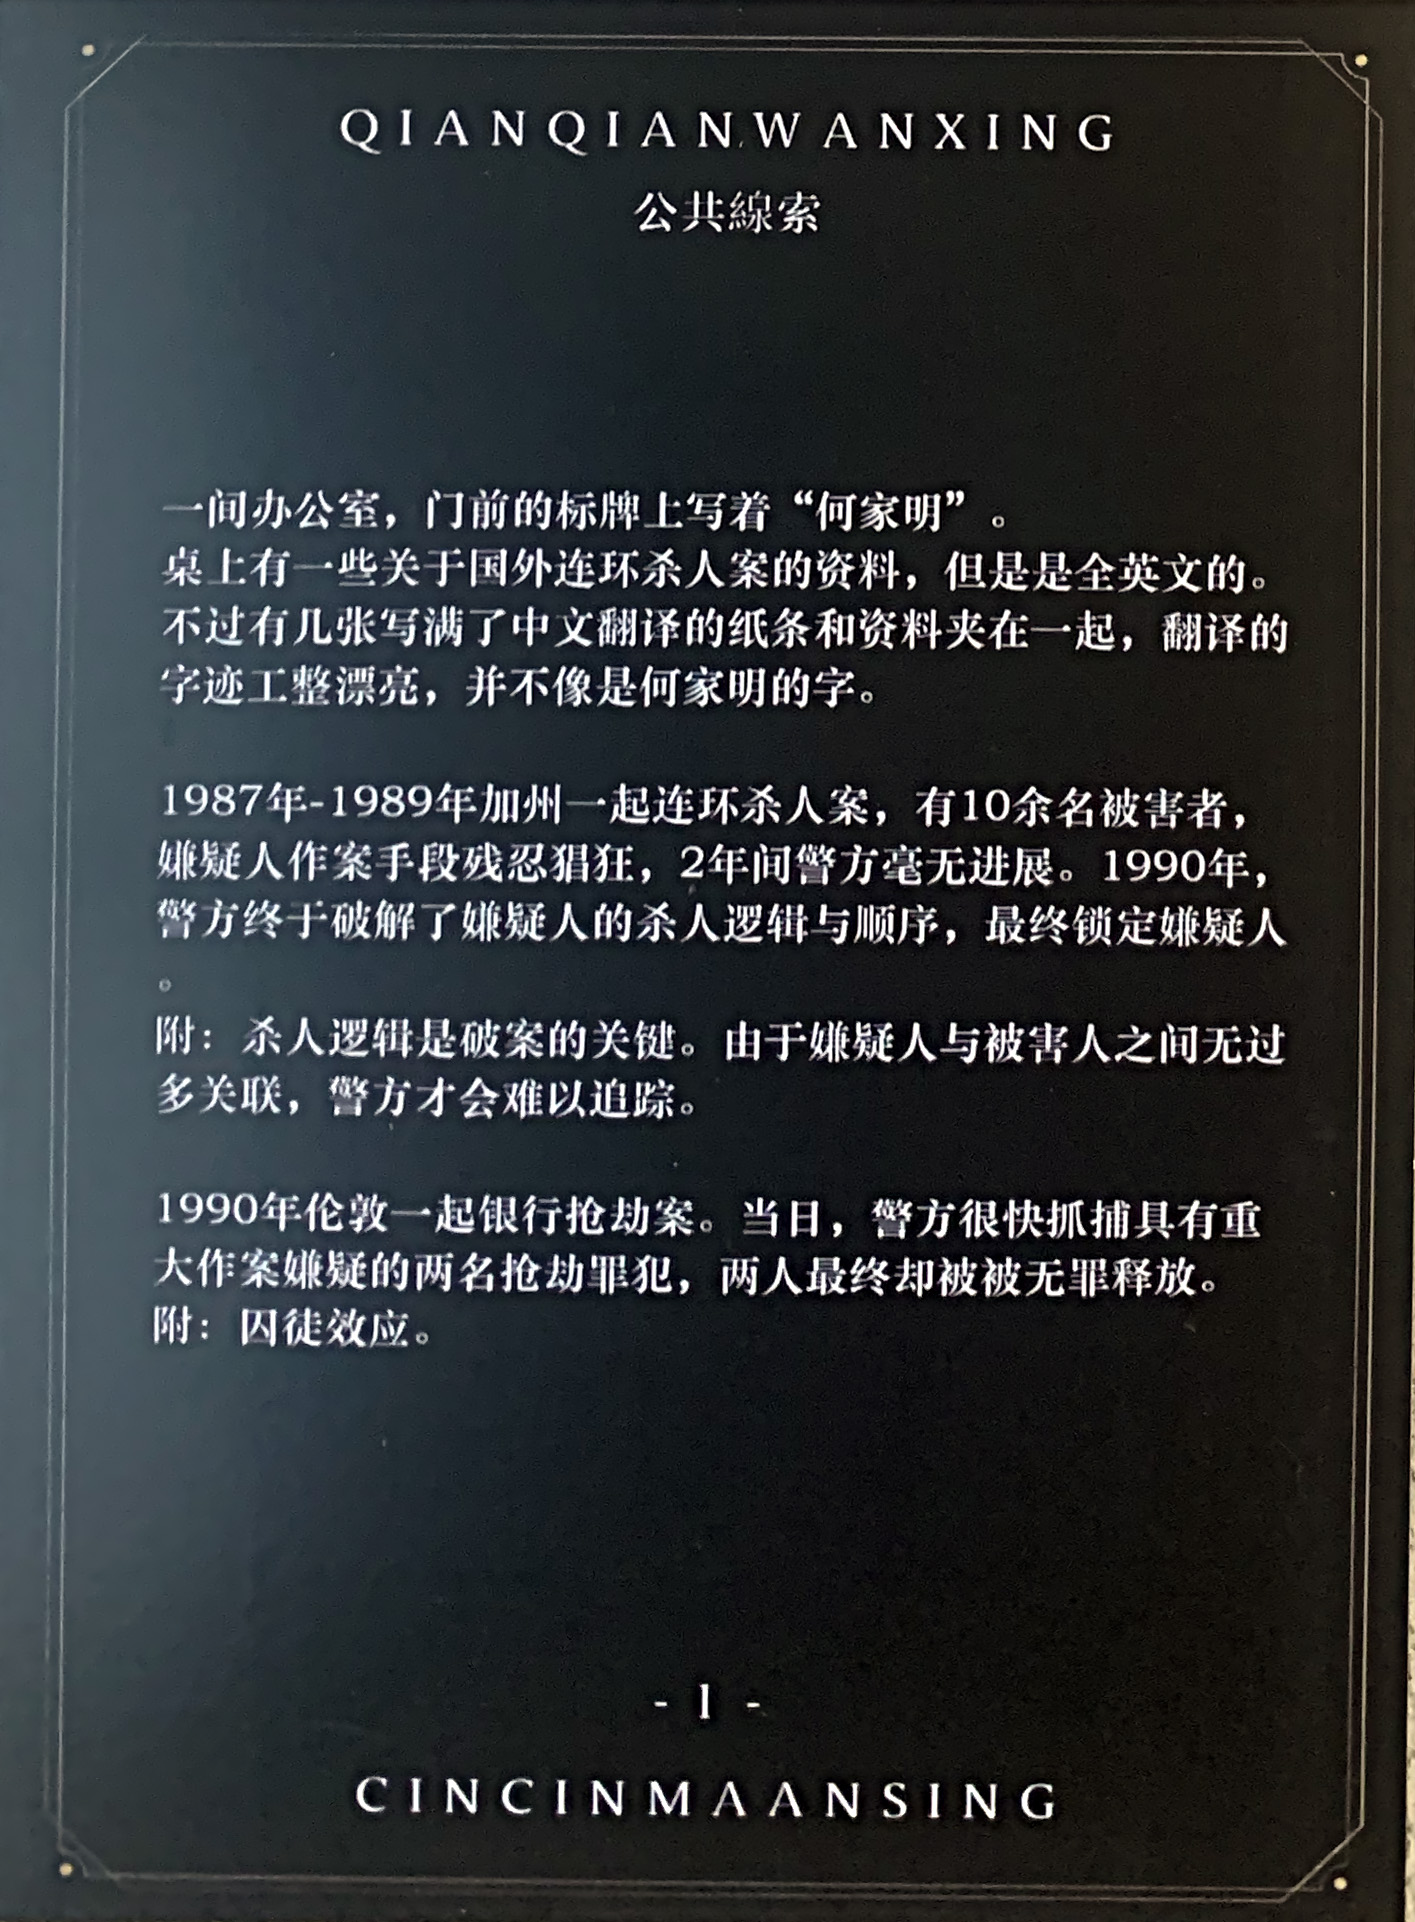 QIANQIANWANXING
公共線索
一间办公室，门前的标牌上写着“何家明”。
桌上有一些关于国外连环杀人案的资料，但是是全英文的。
不过有几张写满了中文翻译的纸条和资料夹在一起，翻译的
字迹工整漂亮，并不像是何家明的字。
1987年-1989年加州一起连环杀人案，有10余名被害者，
嫌疑人作案手段残忍猖狂，2年间警方毫无进展。1990年，
警方终于破解了嫌疑人的杀人逻辑与顺序，最终锁定嫌疑人
。
附：杀人逻辑是破案的关键。由于嫌疑人与被害人之间无过
多关联，警方才会难以追踪。
1990年伦敦一起银行抢劫案。当日，警方很快抓捕具有重
大作案嫌疑的两名抢劫罪犯，两人最终却被被无罪释放。
附：囚徒效应。
- 1 -
CINCINMAANSING